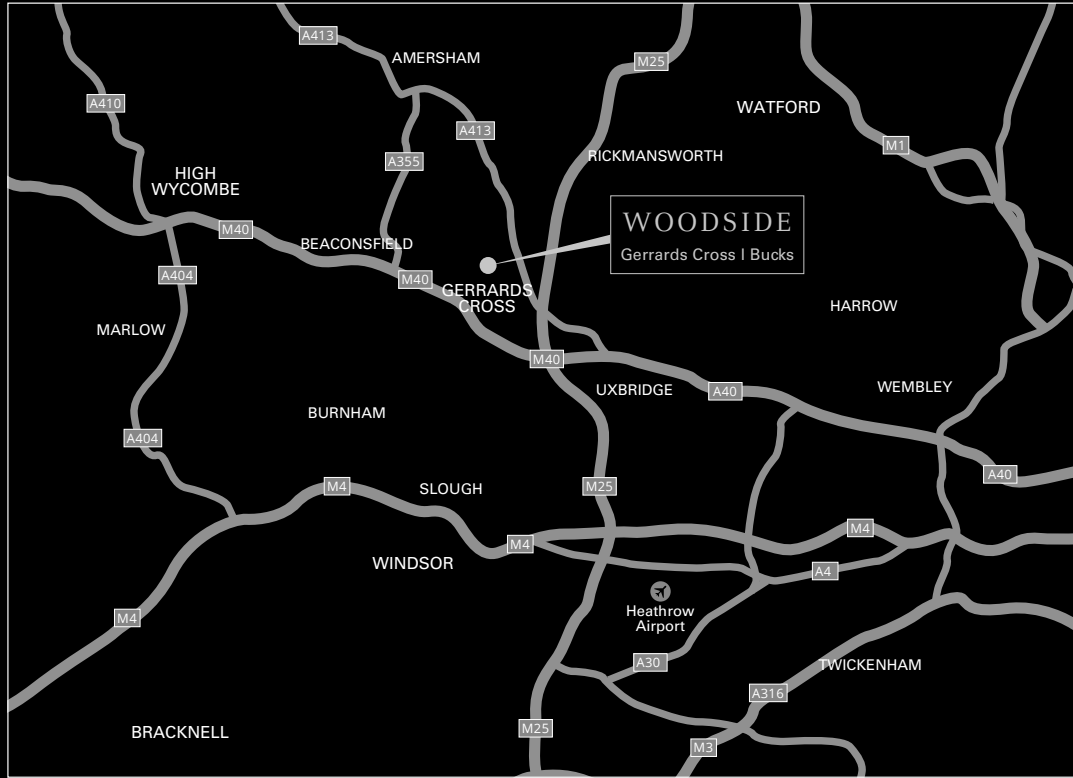 A413
AMERSHAM
M25
A410
WATFORD
A413
M1
RICKMANSWORTH
A355
HIGH
WYCOMBE
WOODSIDE
Gerrards Cross | Bucks
M40
BEACONSFIELD
A404
M40
GERRARDS
CROSS
HARROW
MARLOW
M40
UXBRIDGE
A40
WEMBLEY
BURNHAM
A404
A40
M4
SLOUGH
M25
M4
M4
WINDSOR
A4
Heathrow
Airport
M4
A30
TWICKENHAM
A316
BRACKNELL
M25
M3